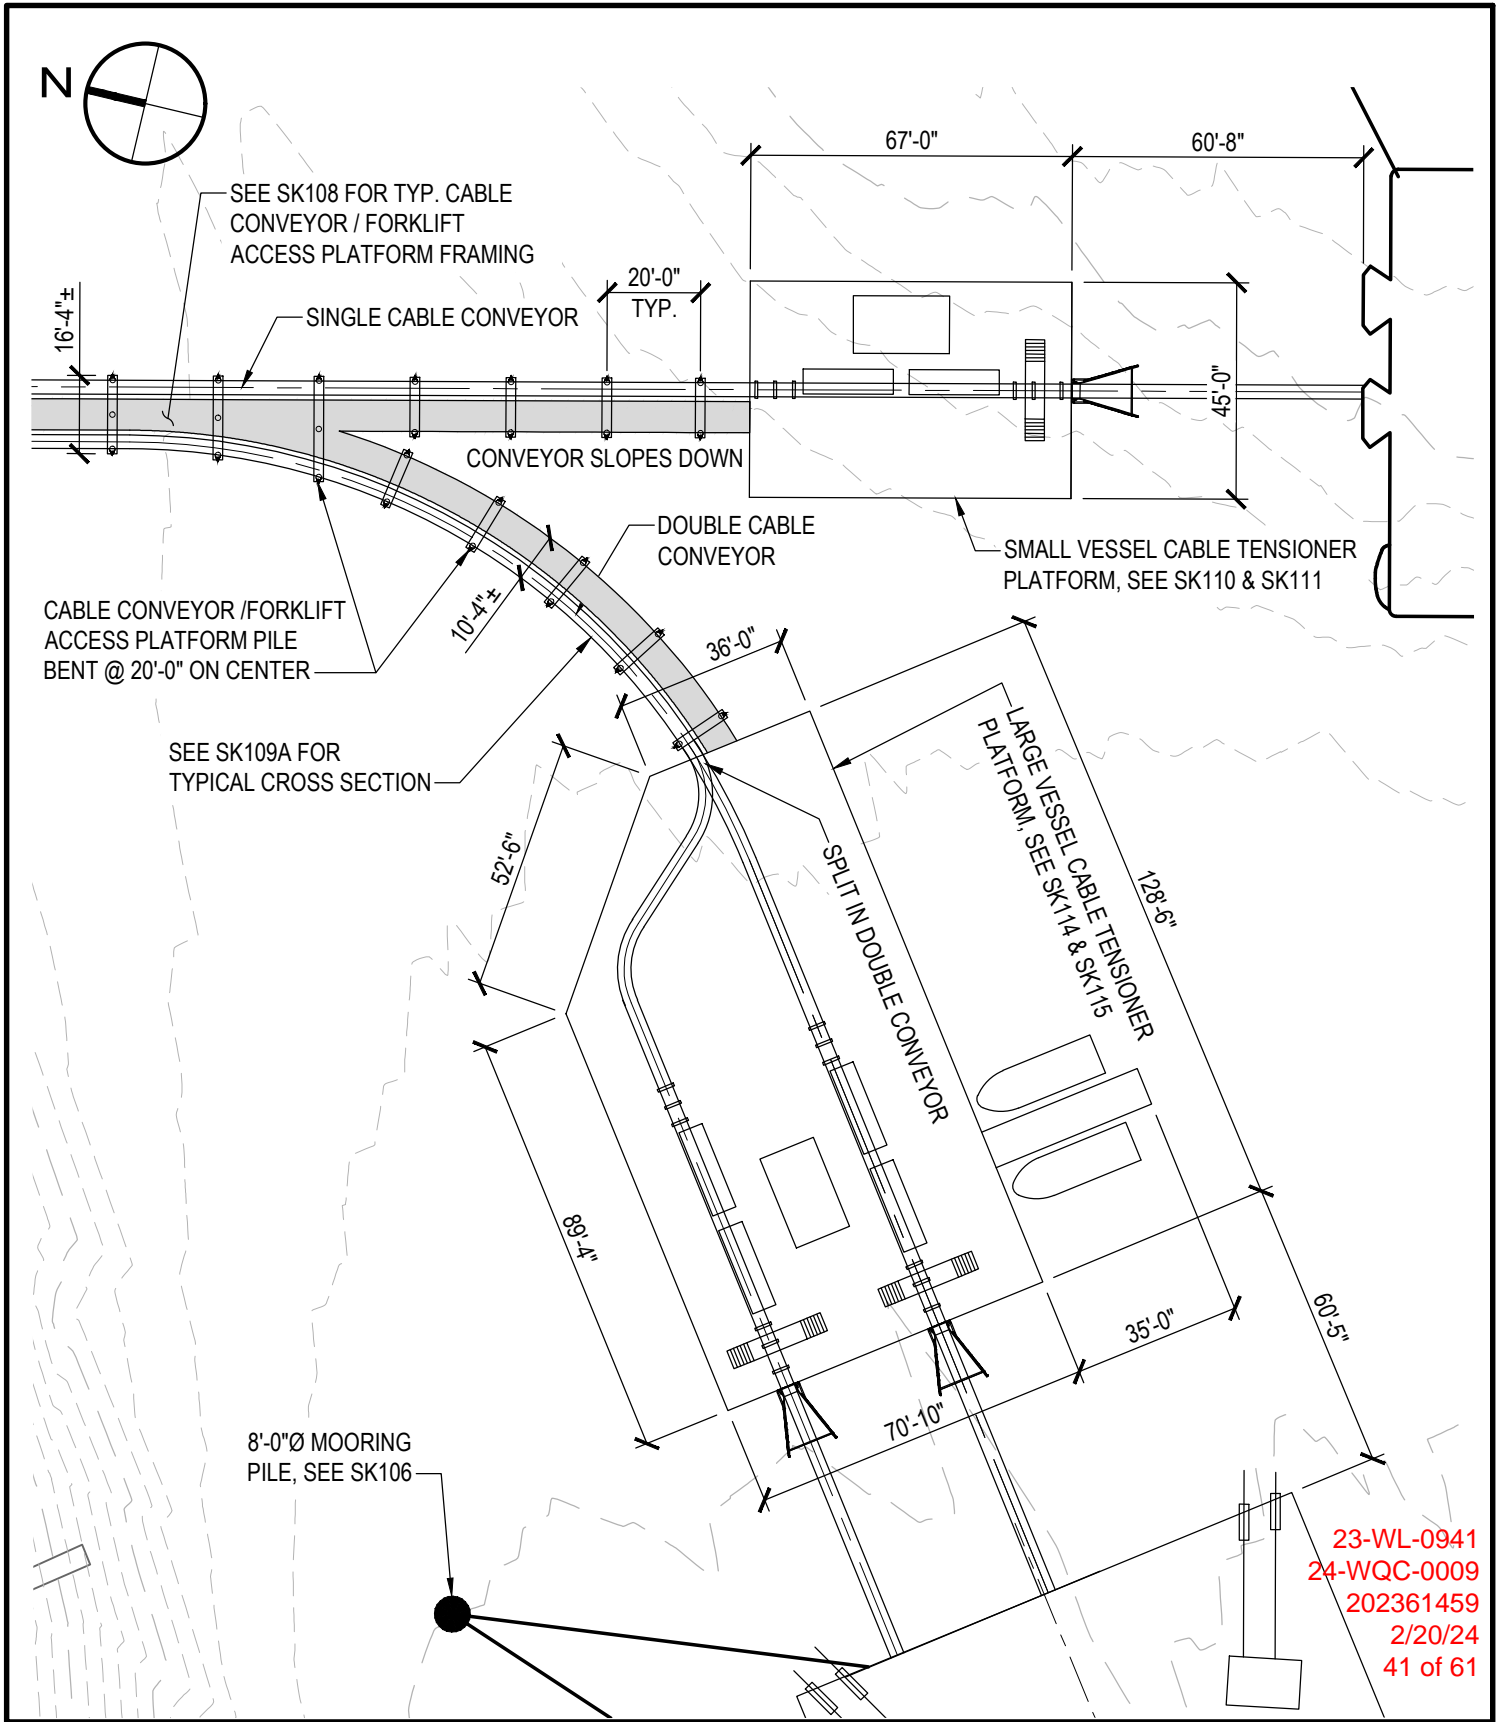 N
67'-0"
60'-8"
SEE SK108 FOR TYP. CABLE
CONVEYOR / FORKLIFT
ACCESS PLATFORM FRAMING
20'-0"
TYP.
16'-4"±
SINGLE CABLE CONVEYOR
45'-0"
CONVEYOR SLOPES DOWN
DOUBLE CABLE
CONVEYOR
SMALL VESSEL CABLE TENSIONER
PLATFORM, SEE SK110 & SK111
CABLE CONVEYOR /FORKLIFT
ACCESS PLATFORM PILE
BENT @ 20'-0" ON CENTER
10'-4"±
36'-0"
SEE SK109A FOR
TYPICAL CROSS SECTION
LARGE VESSEL CABLE TENSIONER
PLATFORM, SEE SK114 & SK115
52'-6"
SPLIT IN DOUBLE CONVEYOR
128'-6"
89'-4"
35'-0"
60'-5"
70'-10"
8'-0"Ø MOORING
PILE, SEE SK106
23-WL-0941
24-WQC-0009
202361459
2/20/24
41 of 61